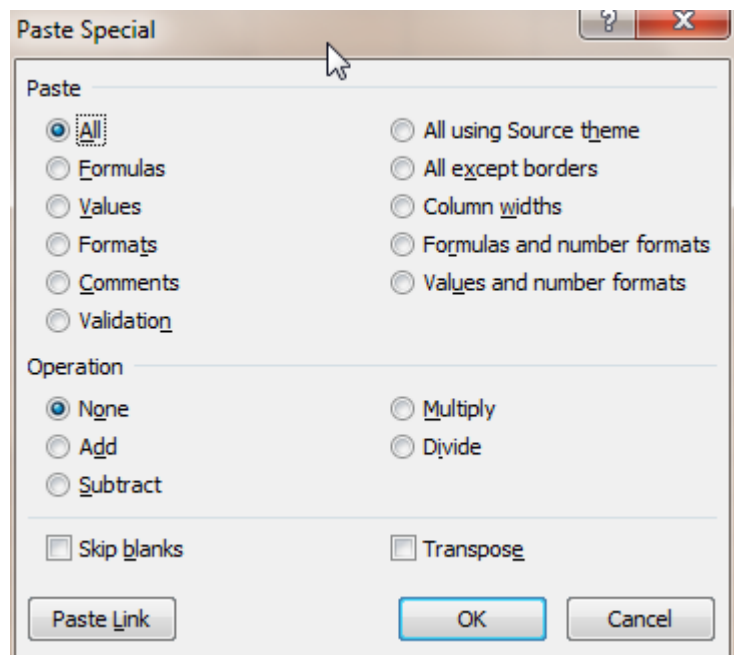 Paste Special
Paste
All
All using Source theme
Formulas
All except borders
Values
Column widths
Formats
Formulas and number formats
Comments
Values and number formats
Validation
Operation
None
Multiply
Add
Divide
Subtract
Skip blanks
Transpose
Paste Link
OK
Cancel